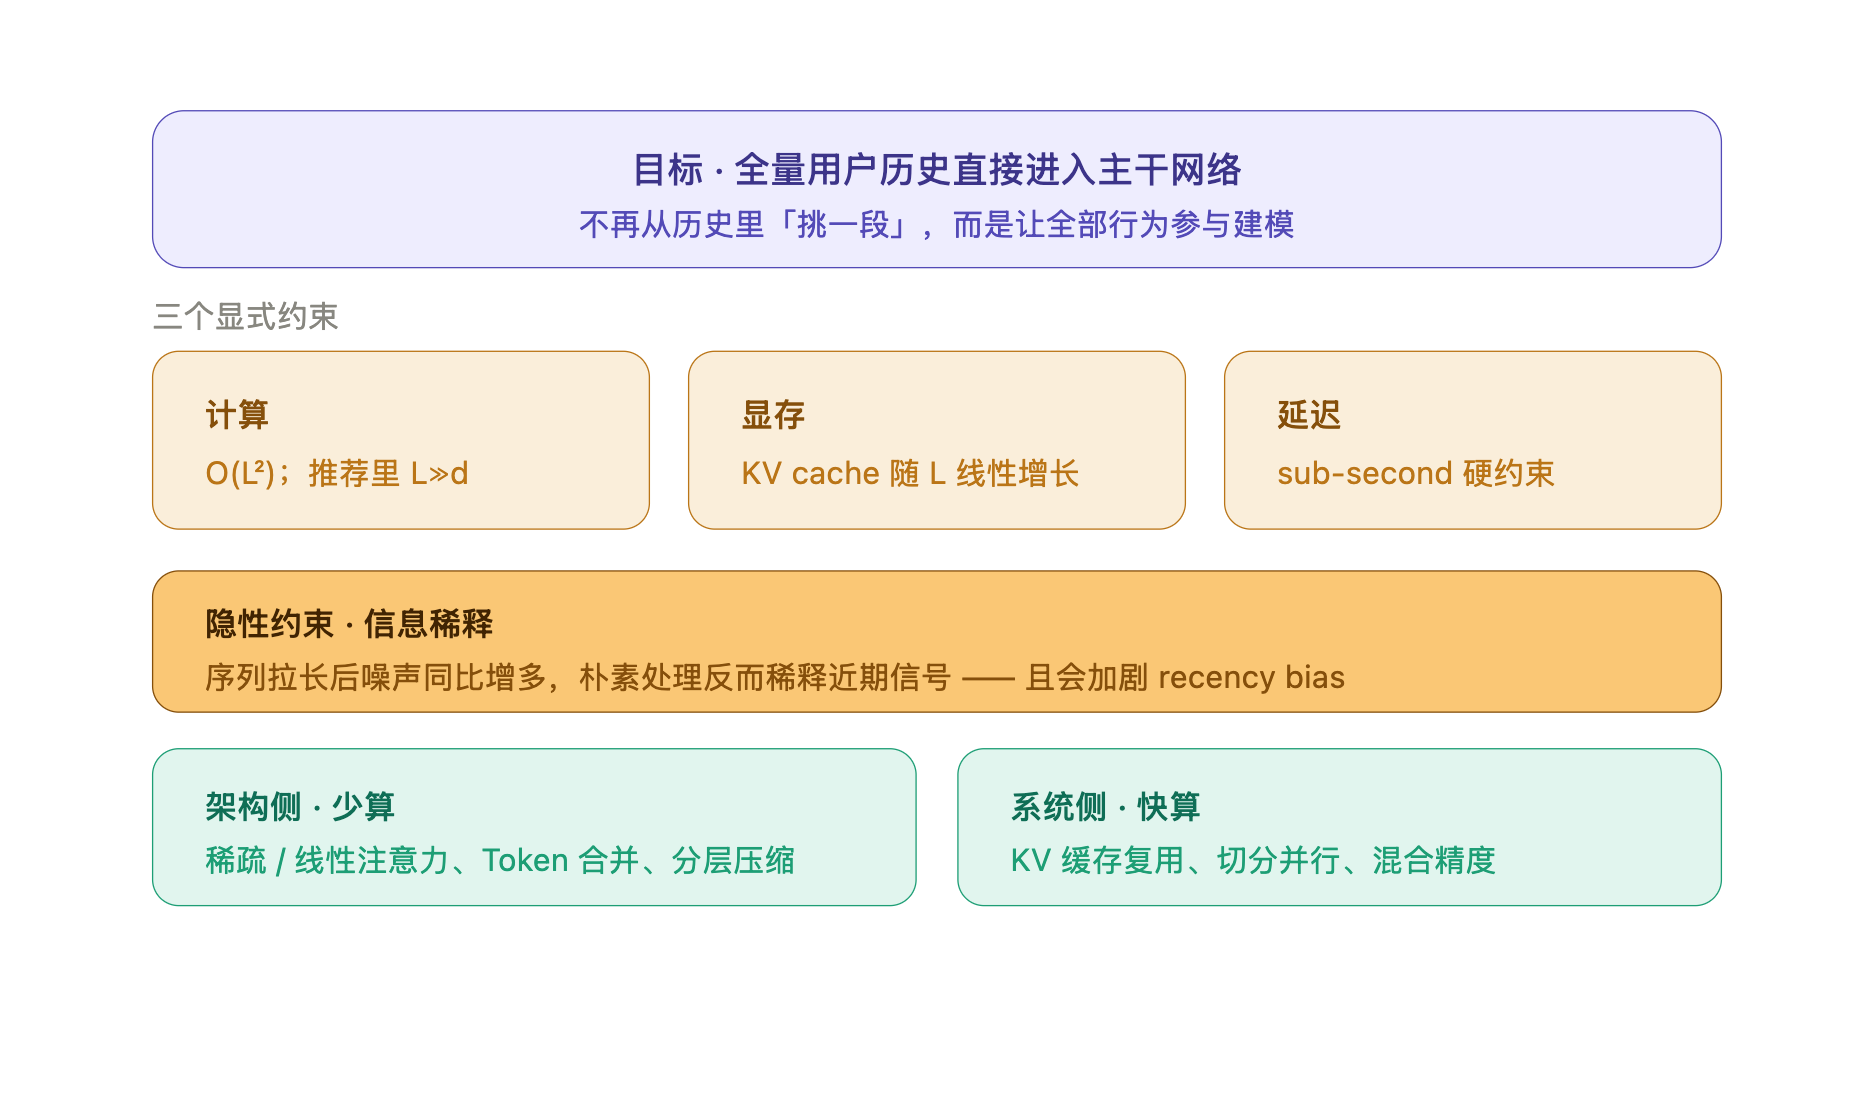 目标 · 全量用户历史直接进入主干网络
不再从历史里「挑一段」，而是让全部行为参与建模
三个显式约束
计算
O(L²)；推荐里 L≫d
显存
KV cache 随 L 线性增长
延迟
sub-second 硬约束
隐性约束 · 信息稀释
序列拉长后噪声同比增多，朴素处理反而稀释近期信号 —— 且会加剧 recency bias
架构侧 · 少算
稀疏 / 线性注意力、Token 合并、分层压缩
系统侧 · 快算
KV 缓存复用、切分并行、混合精度